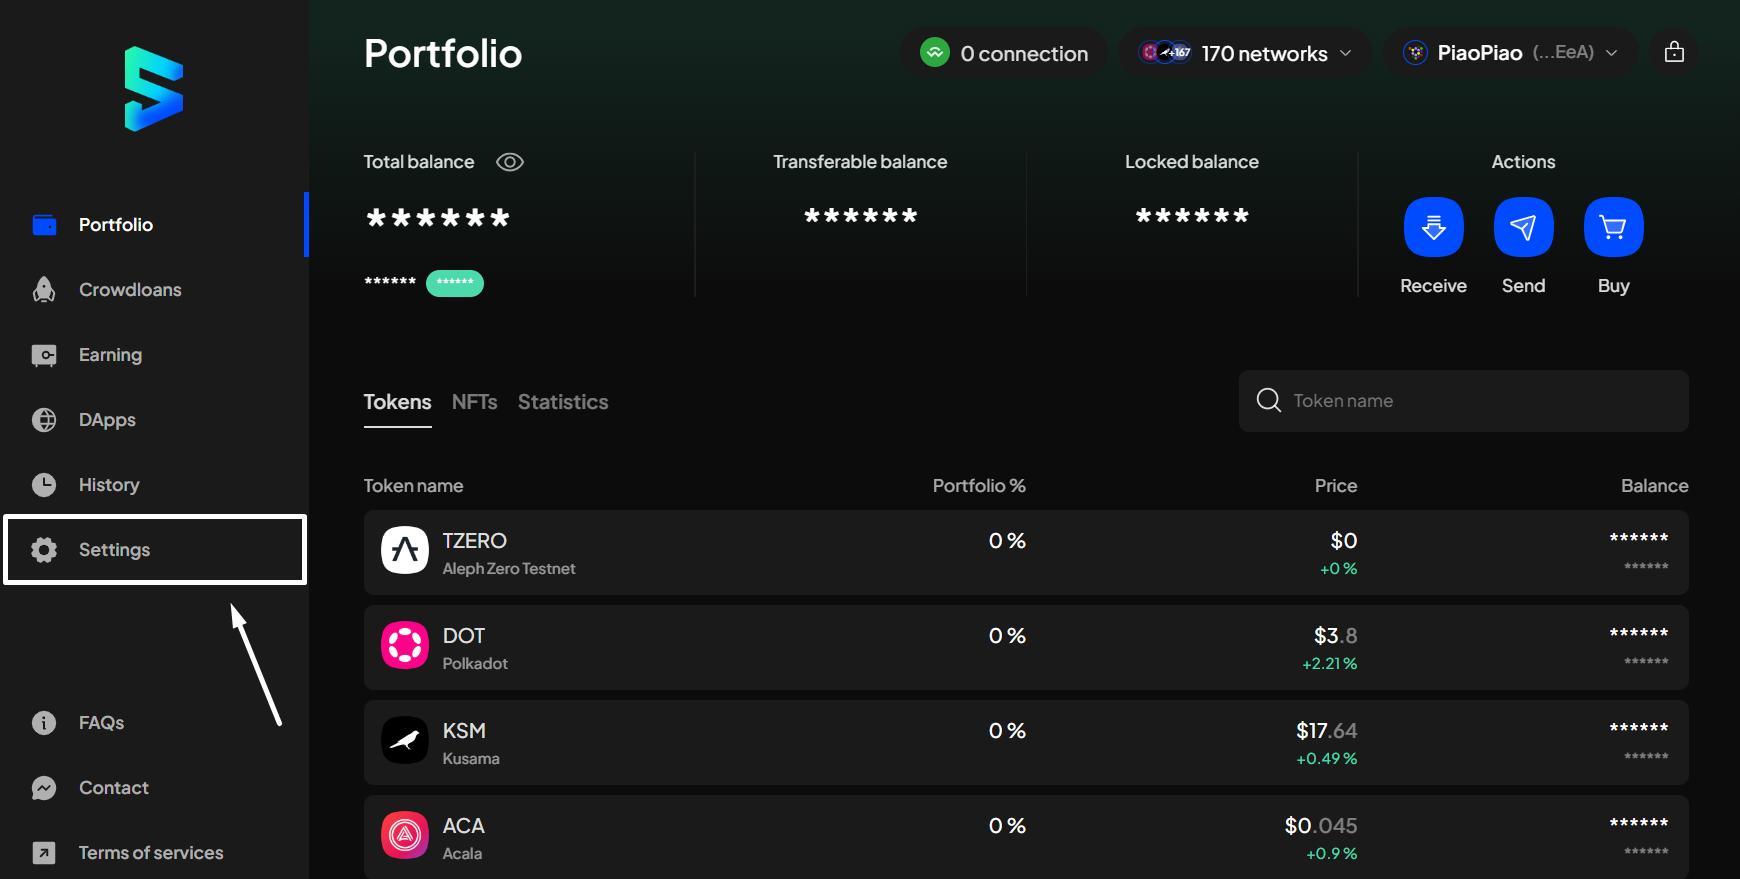 Portfolio
0 connection
+167
170 networks
PiaoPiao (...EeA)
Portfolio
Crowdloans
Earning
DApps
History
Settings
FAQs
Contact
Terms of services
Total balance
******
****** ******
Transferable balance
******
Locked balance
******
Actions
Receive Send Buy
Tokens NFTs Statistics
Token name
Token name Portfolio % Price Balance
TZERO 0 % $0 ******
Aleph Zero Testnet +0 % ******
DOT 0 % $3.8 ******
Polkadot +2.21 % ******
KSM 0 % $17.64 ******
Kusama +0.49 % ******
ACA 0 % $0.045 ******
Acala +0.9 % ******